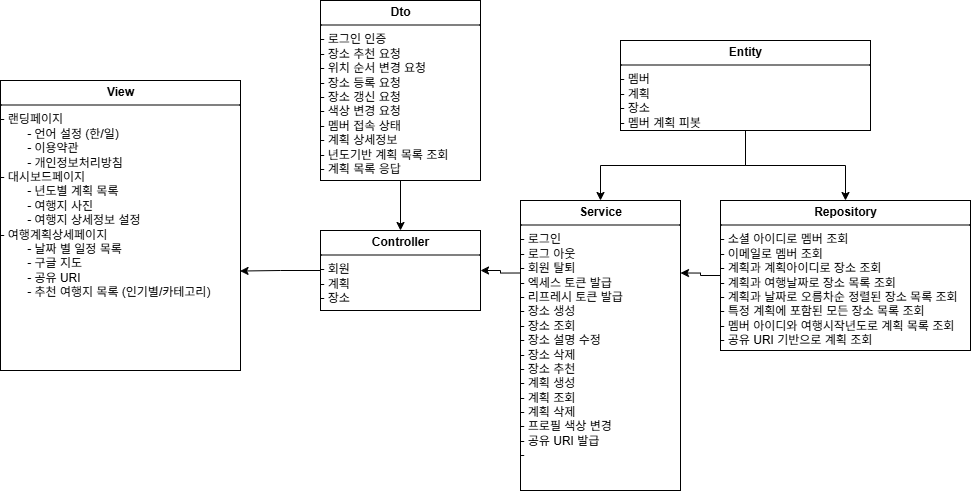 View
- 랜딩페이지
- 언어 설정 (한/일)
- 이용약관
- 개인정보처리방침
- 대시보드페이지
- 년도별 계획 목록
- 여행지 사진
- 여행지 상세정보 설정
- 여행계획상세페이지
- 날짜 별 일정 목록
- 구글 지도
- 공유 URI
- 추천 여행지 목록 (인기별/카테고리)
Dto
- 로그인 인증
- 장소 추천 요청
- 위치 순서 변경 요청
- 장소 등록 요청
- 장소 갱신 요청
- 색상 변경 요청
- 멤버 접속 상태
- 계획 상세정보
- 년도기반 계획 목록 조회
- 계획 목록 응답
Controller
- 회원
- 계획
- 장소
Entity
- 멤버
- 계획
- 장소
- 멤버 계획 피봇
Service
- 로그인
- 로그 아웃
- 회원 탈퇴
- 엑세스 토큰 발급
- 리프레시 토큰 발급
- 장소 생성
- 장소 조회
- 장소 설명 수정
- 장소 삭제
- 장소 추천
- 계획 생성
- 계획 조회
- 계획 삭제
- 프로필 색상 변경
- 공유 URI 발급
-
Repository
- 소셜 아이디로 멤버 조회
- 이메일로 멤버 조회
- 계획과 계획아이디로 장소 조회
- 계획과 여행날짜로 장소 목록 조회
- 계획과 날짜로 오름차순 정렬된 장소 목록 조회
- 특정 계획에 포함된 모든 장소 목록 조회
- 멤버 아이디와 여행시작년도로 계획 목록 조회
- 공유 URI 기반으로 계획 조회